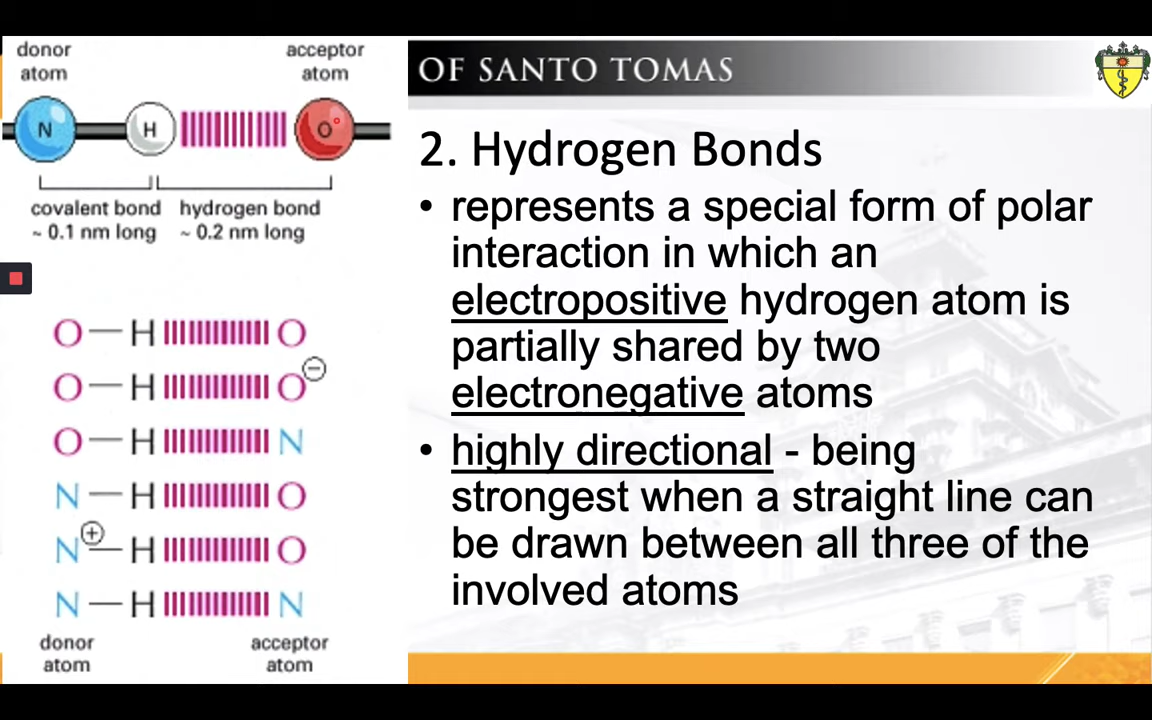 donor
atom
acceptor
atom
N H O
covalent bond
~ 0.1 nm long
hydrogen bond
~ 0.2 nm long
O — H O
O — H O⊖
O — H N
N — H O
N⊕ — H O
N — H N
donor
atom
acceptor
atom
OF SANTO TOMAS
2. Hydrogen Bonds
• represents a special form of polar
interaction in which an
electropositive hydrogen atom is
partially shared by two
electronegative atoms
• highly directional - being
strongest when a straight line can
be drawn between all three of the
involved atoms